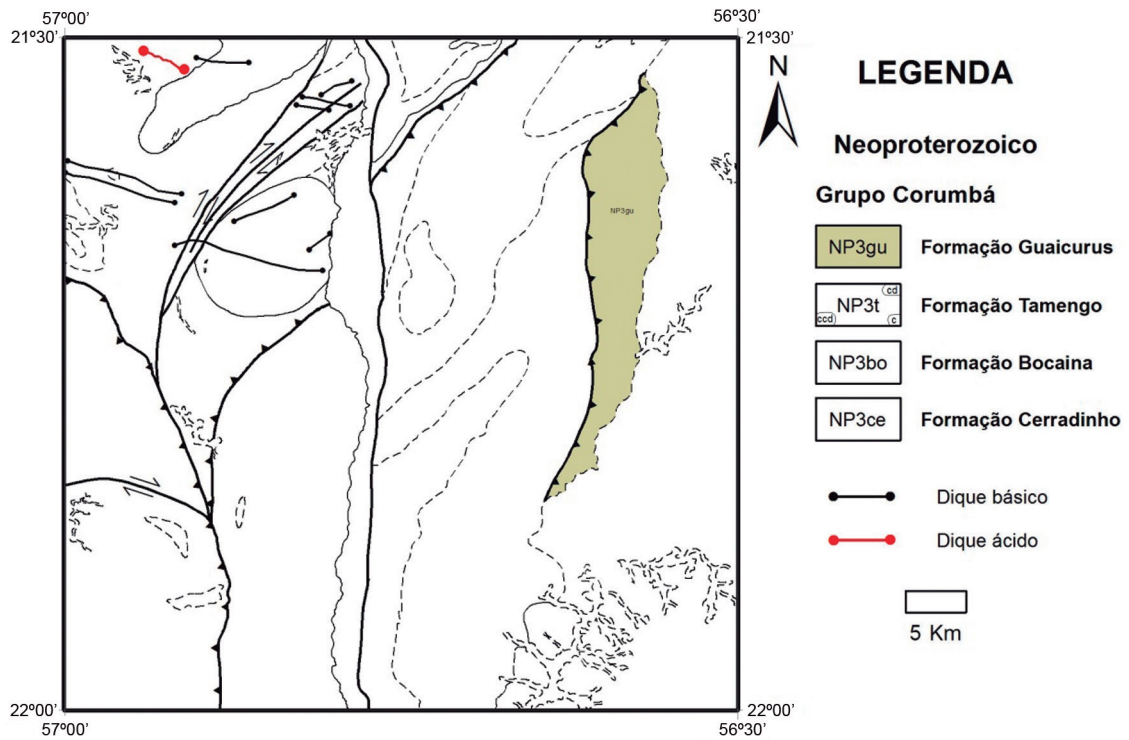 57º00’
56º30’
21º30’
21º30’
N
NP3gu
22º00’
22º00’
57º00’
56º30’
LEGENDA
Neoproterozoico
Grupo Corumbá
NP3gu Formação Guaicurus
cd
NP3t Formação Tamengo
ccd
c
NP3bo Formação Bocaina
NP3ce Formação Cerradinho
Dique básico
Dique ácido
5 Km